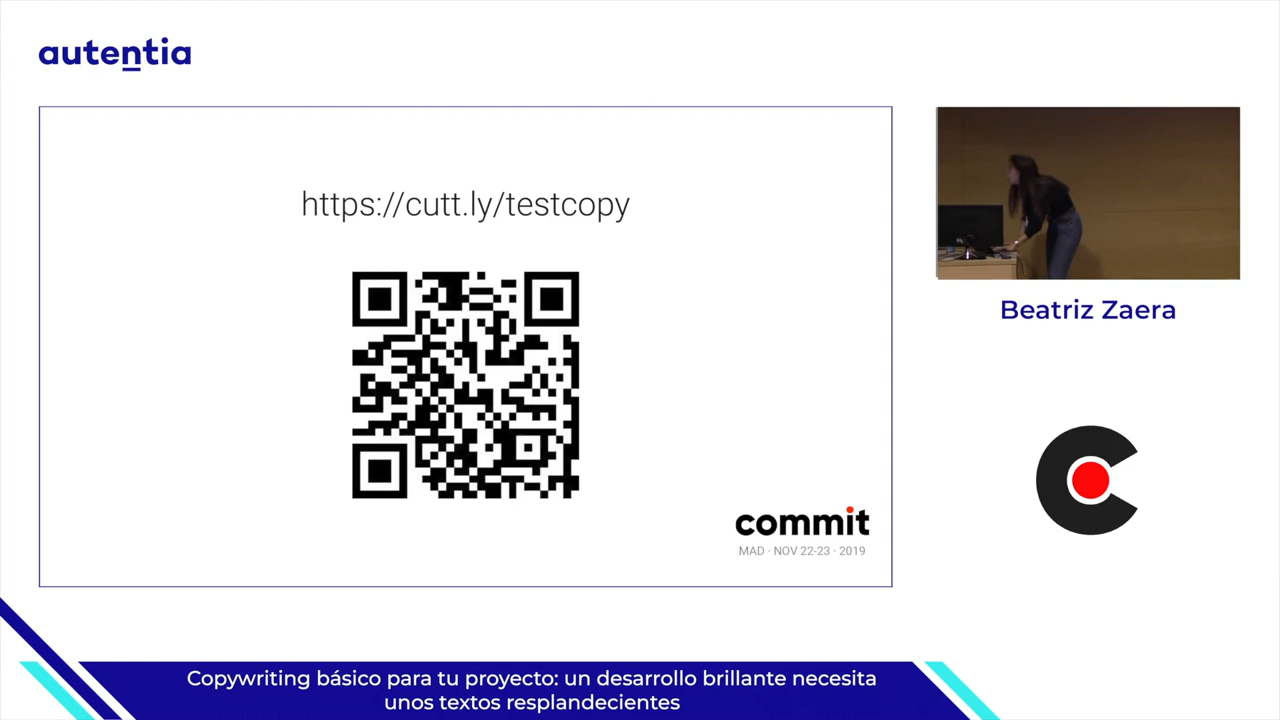 autentia
https://cutt.ly/testcopy
commit
MAD · NOV 22-23 · 2019
Beatriz Zaera
Copywriting básico para tu proyecto: un desarrollo brillante necesita
unos textos resplandecientes